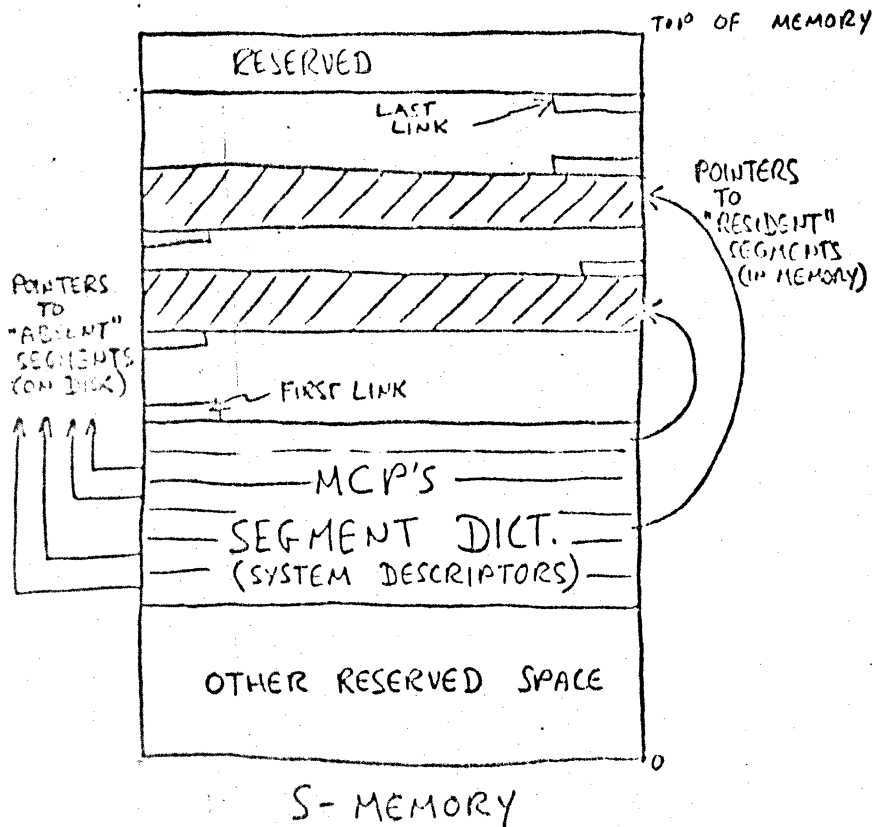 TOP OF MEMORY
RESERVED
LAST
LINK
POINTERS
TO
"RESIDENT"
SEGMENTS
(IN MEMORY)
POINTERS
TO
"ABSENT"
SEGMENTS
(ON DISK)
FIRST LINK
MCP'S
SEGMENT DICT.
(SYSTEM DESCRIPTORS)
OTHER RESERVED SPACE
0
S-MEMORY